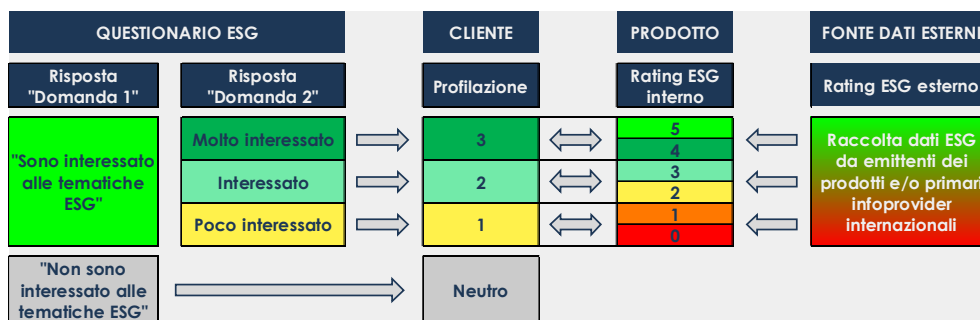 QUESTIONARIO ESG
CLIENTE
PRODOTTO
FONTE DATI ESTERNI
Risposta
"Domanda 1"
Risposta
"Domanda 2"
Profilazione
Rating ESG
interno
Rating ESG esterno
"Sono interessato
alle tematiche
ESG"
Molto interessato
3
5
4
Interessato
2
3
2
Poco interessato
1
1
0
Raccolta dati ESG
da emittenti dei
prodotti e/o primari
infoprovider
internazionali
"Non sono
interessato alle
tematiche ESG"
Neutro